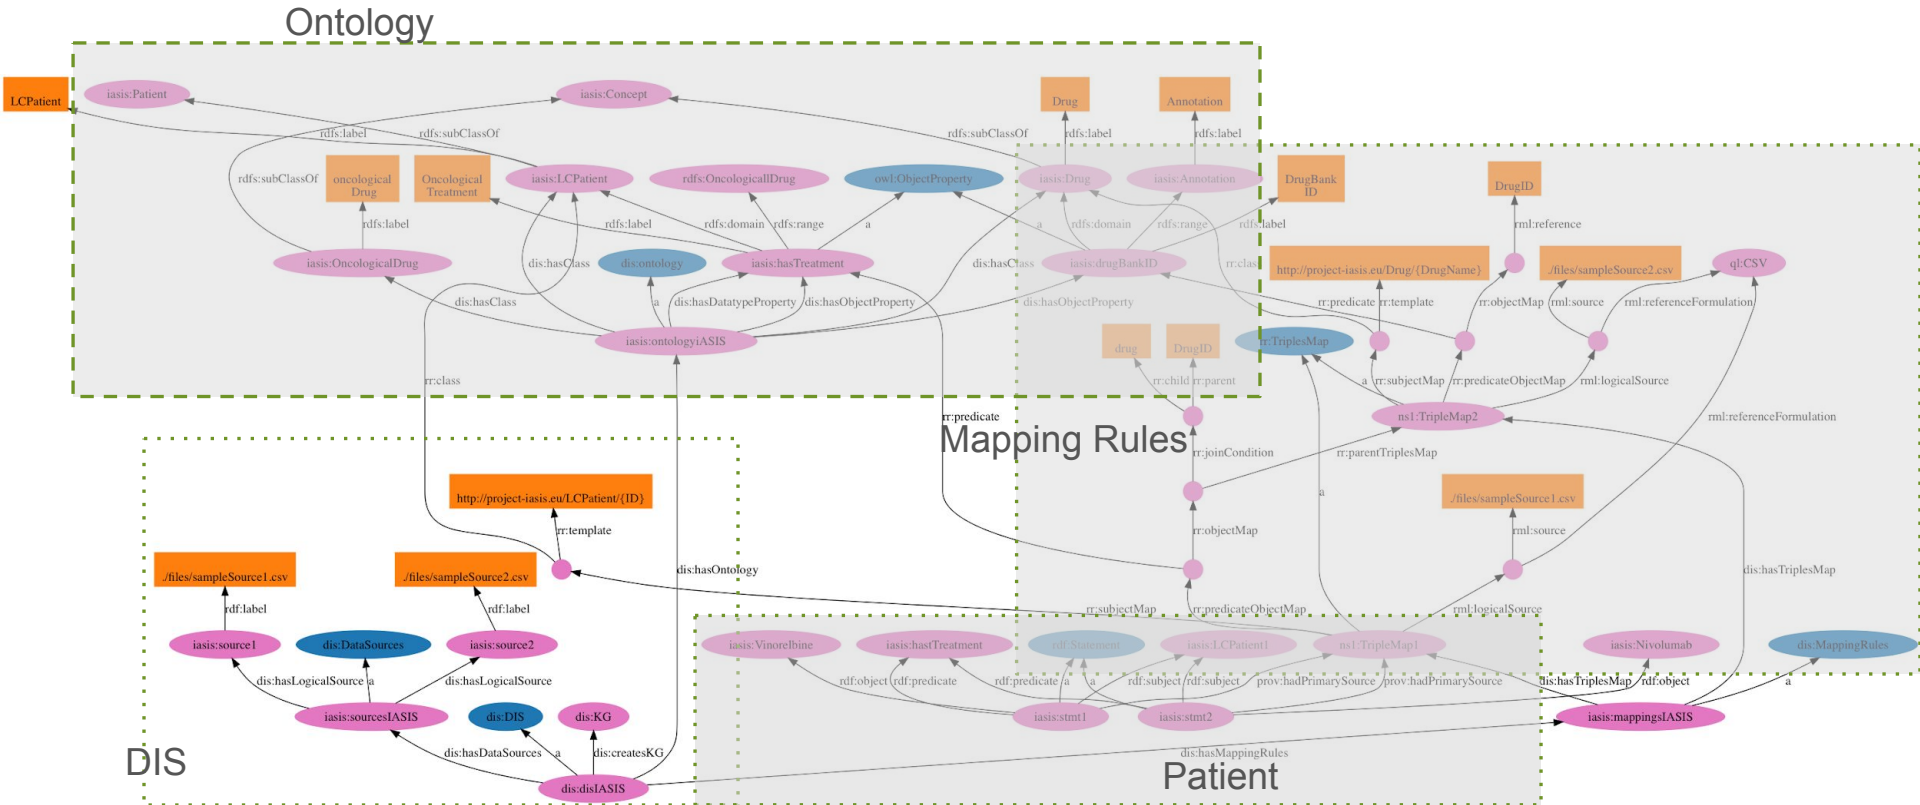 Ontology
LCPatient
iasis:Patient
iasis:Concept
Drug
Annotation
rdfs:label
rdfs:subClassOf
rdfs:subClassOf
rdfs:label
rdfs:label
rdfs:subClassOf
oncological
Drug
Oncological
Treatment
iasis:LCPatient
rdfs:OncologicallDrug
owl:ObjectProperty
iasis:Drug
iasis:Annotation
DrugBank
ID
DrugID
rdfs:label
rdfs:label
rdfs:domain
rdfs:range
a
a
rdfs:domain
rdfs:range
rdfs:label
rml:reference
iasis:OncologicalDrug
dis:hasClass
dis:ontology
iasis:hasTreatment
dis:hasClass
iasis:drugBankID
rr:class
http://project-iasis.eu/Drug/{DrugName}
./files/sampleSource2.csv
ql:CSV
dis:hasClass
a
dis:hasDatatypeProperty
dis:hasObjectProperty
dis:hasObjectProperty
rr:predicate
rr:template
rr:objectMap
rml:source
rml:referenceFormulation
iasis:ontologyiASIS
drug
DrugID
rr:TriplesMap
rr:class
rr:child
rr:parent
a
rr:subjectMap
rr:predicateObjectMap
rml:logicalSource
rr:predicate
ns1:TripleMap2
rml:referenceFormulation
Mapping Rules
rr:joinCondition
rr:parentTriplesMap
http://project-iasis.eu/LCPatient/{ID}
a
./files/sampleSource1.csv
rr:template
rr:objectMap
rml:source
./files/sampleSource1.csv
./files/sampleSource2.csv
dis:hasOntology
dis:hasTriplesMap
rdf:label
rdf:label
rr:subjectMap
rr:predicateObjectMap
rml:logicalSource
iasis:source1
dis:DataSources
iasis:source2
iasis:Vinorelbine
iasis:hastTreatment
rdf:Statement
iasis:LCPatient1
ns1:TripleMap1
iasis:Nivolumab
dis:MappingRules
dis:hasLogicalSource
a
dis:hasLogicalSource
rdf:object
rdf:predicate
rdf:predicate
a
a
rdf:subject
rdf:subject
prov:hadPrimarySource
prov:hadPrimarySource
dis:hasTriplesMap
rdf:object
a
iasis:sourcesIASIS
dis:DIS
dis:KG
iasis:stmt1
iasis:stmt2
iasis:mappingsIASIS
DIS
dis:hasDataSources
a
dis:createsKG
dis:hasMappingRules
dis:disIASIS
Patient